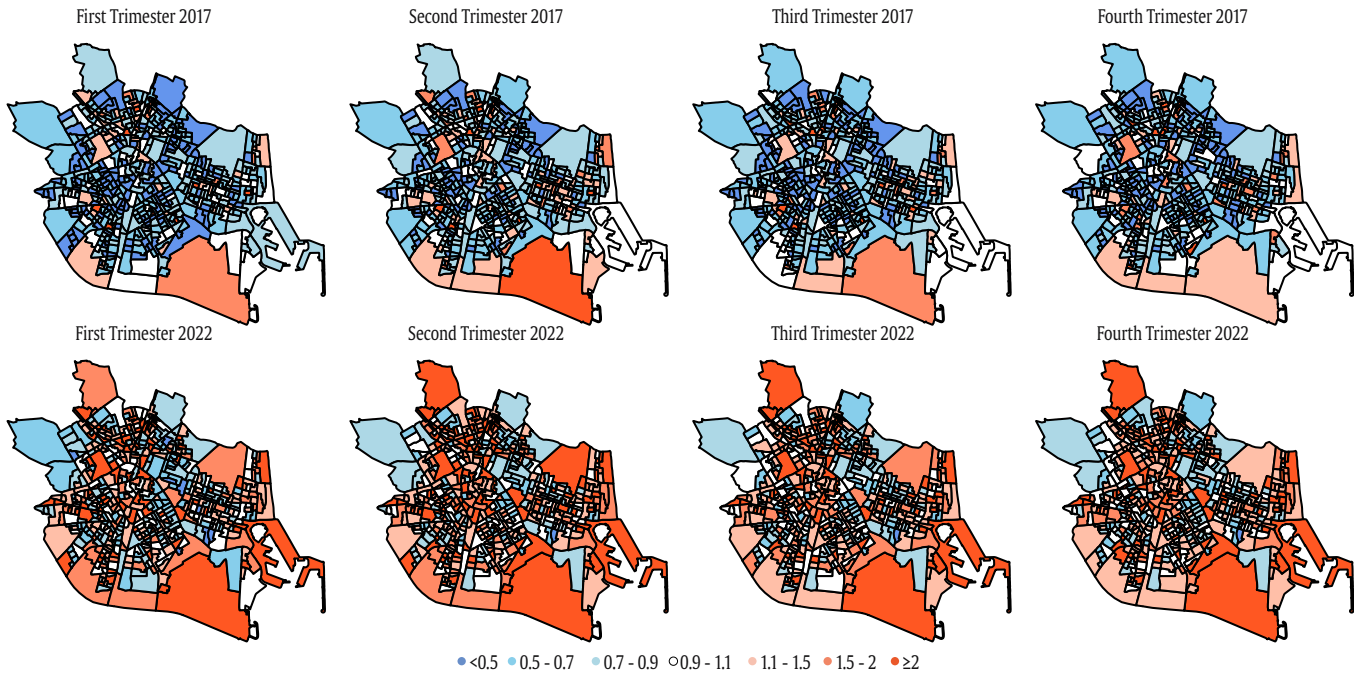 First Trimester 2017
Second Trimester 2017
Third Trimester 2017
Fourth Trimester 2017
First Trimester 2022
Second Trimester 2022
Third Trimester 2022
Fourth Trimester 2022
<0.5 0.5 - 0.7 0.7 - 0.9 0.9 - 1.1 1.1 - 1.5 1.5 - 2 ≥2